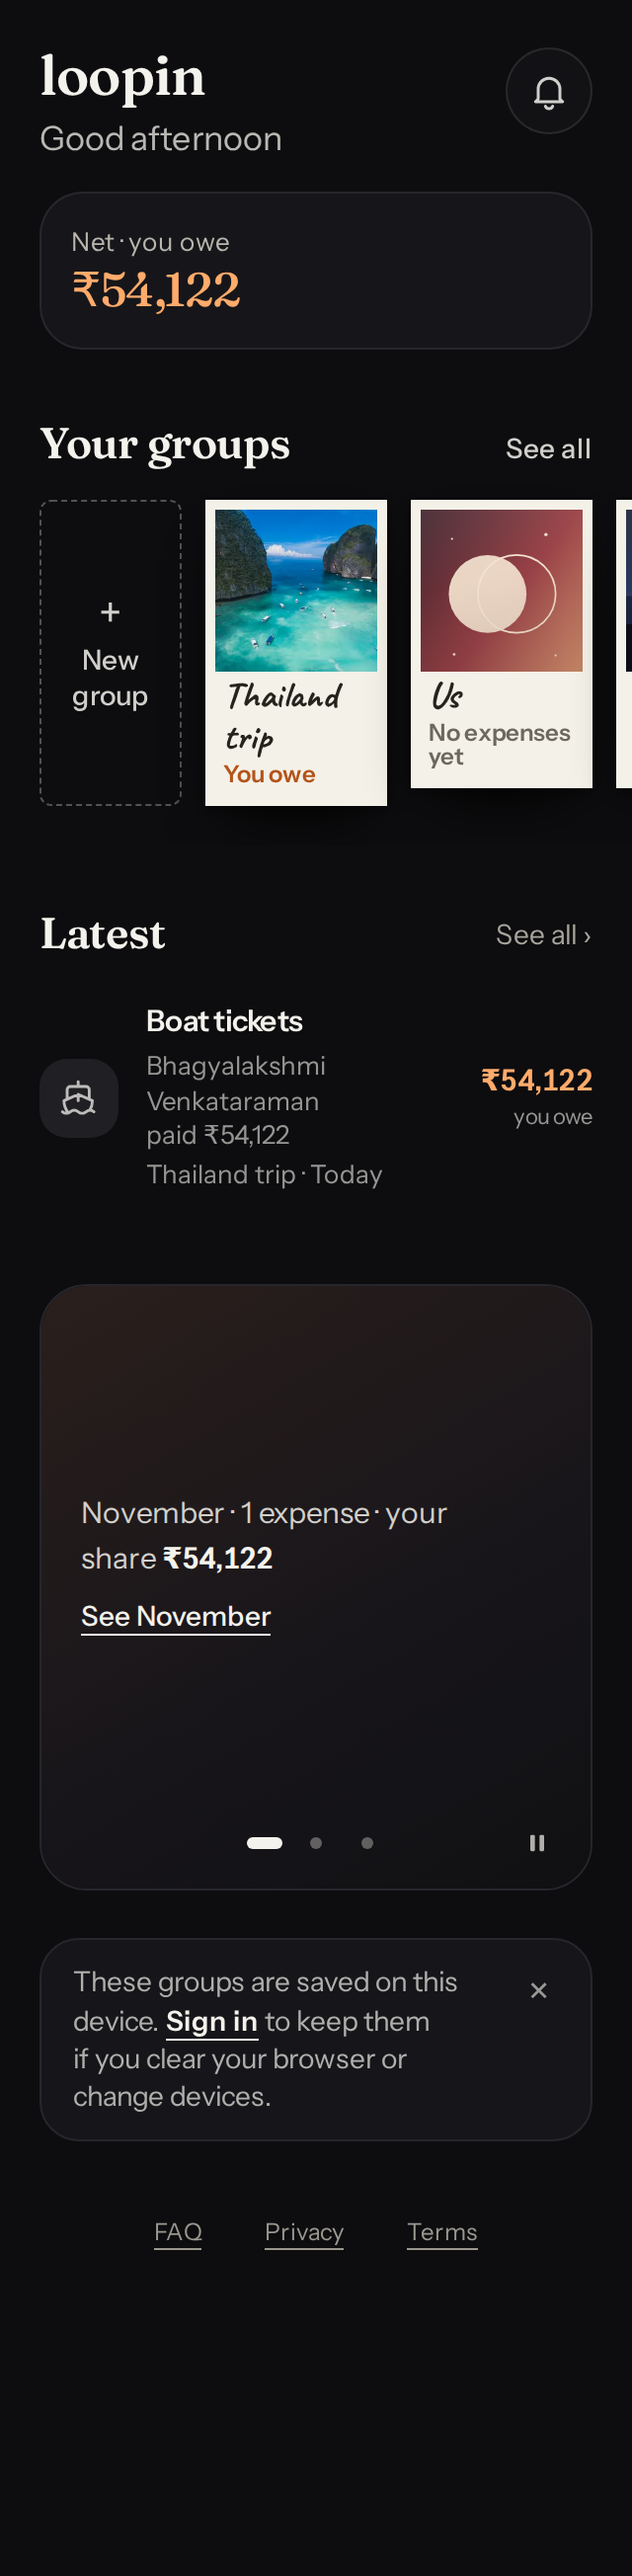 loopin
Good afternoon
Net · you owe
₹54,122
Your groups
See all
+
New
group
Thailand
trip
You owe
Us
No expenses
yet
Latest
See all ›
Boat tickets
Bhagyalakshmi
Venkataraman
paid ₹54,122
Thailand trip · Today
₹54,122
you owe
November · 1 expense · your
share ₹54,122
See November
These groups are saved on this
device. Sign in to keep them
if you clear your browser or
change devices.
FAQ
Privacy
Terms